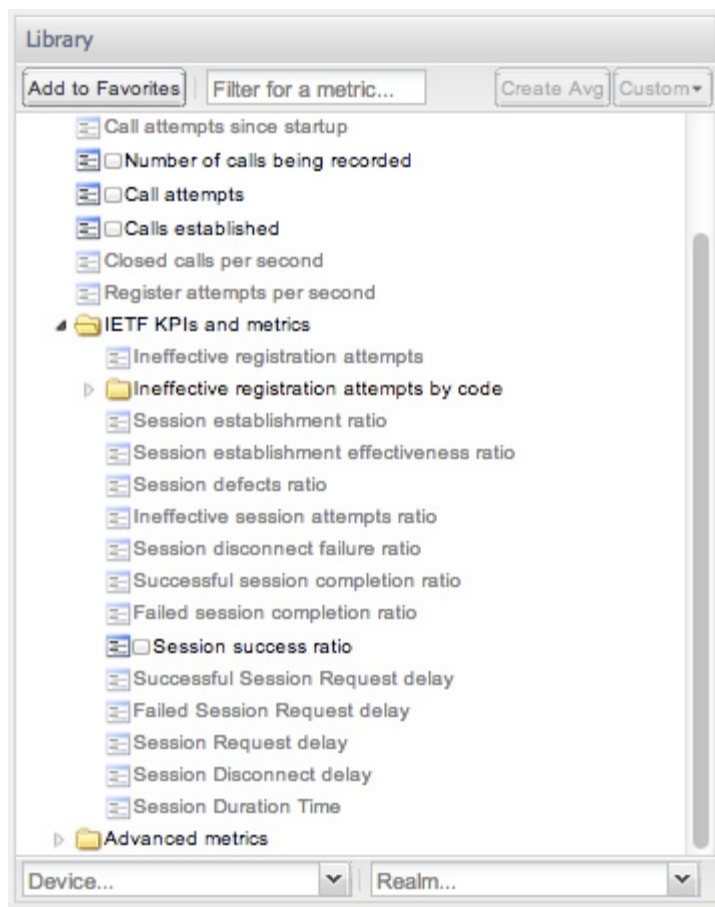 Library
Add to Favorites Filter for a metric... Create Avg Custom
Call attempts since startup
Number of calls being recorded
Call attempts
Calls established
Closed calls per second
Register attempts per second
IETF KPIs and metrics
Ineffective registration attempts
Ineffective registration attempts by code
Session establishment ratio
Session establishment effectiveness ratio
Session defects ratio
Ineffective session attempts ratio
Session disconnect failure ratio
Successful session completion ratio
Failed session completion ratio
Session success ratio
Successful Session Request delay
Failed Session Request delay
Session Request delay
Session Disconnect delay
Session Duration Time
Advanced metrics
Device... Realm...